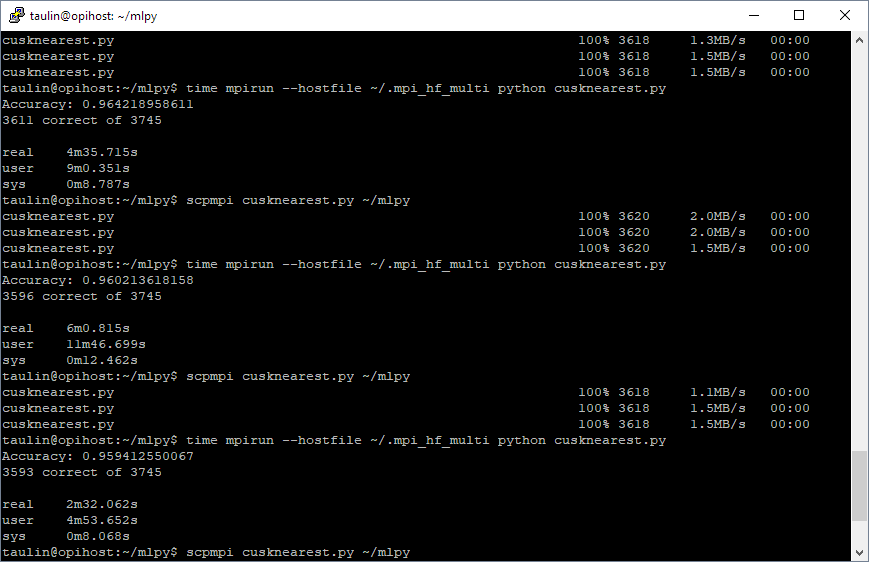 taulin@opihost: ~/mlpy
cusknearest.py 100% 3618 1.3MB/s 00:00
cusknearest.py 100% 3618 1.5MB/s 00:00
cusknearest.py 100% 3618 1.5MB/s 00:00
taulin@opihost:~/mlpy$ time mpirun --hostfile ~/.mpi_hf_multi python cusknearest.py
Accuracy: 0.964218958611
3611 correct of 3745
real 4m35.715s
user 9m0.351s
sys 0m8.787s
taulin@opihost:~/mlpy$ scpmpi cusknearest.py ~/mlpy
cusknearest.py 100% 3620 2.0MB/s 00:00
cusknearest.py 100% 3620 2.0MB/s 00:00
cusknearest.py 100% 3620 1.5MB/s 00:00
taulin@opihost:~/mlpy$ time mpirun --hostfile ~/.mpi_hf_multi python cusknearest.py
Accuracy: 0.960213618158
3596 correct of 3745
real 6m0.815s
user 11m46.699s
sys 0m12.462s
taulin@opihost:~/mlpy$ scpmpi cusknearest.py ~/mlpy
cusknearest.py 100% 3618 1.1MB/s 00:00
cusknearest.py 100% 3618 1.5MB/s 00:00
cusknearest.py 100% 3618 1.5MB/s 00:00
taulin@opihost:~/mlpy$ time mpirun --hostfile ~/.mpi_hf_multi python cusknearest.py
Accuracy: 0.959412550067
3593 correct of 3745
real 2m32.062s
user 4m53.652s
sys 0m8.068s
taulin@opihost:~/mlpy$ scpmpi cusknearest.py ~/mlpy